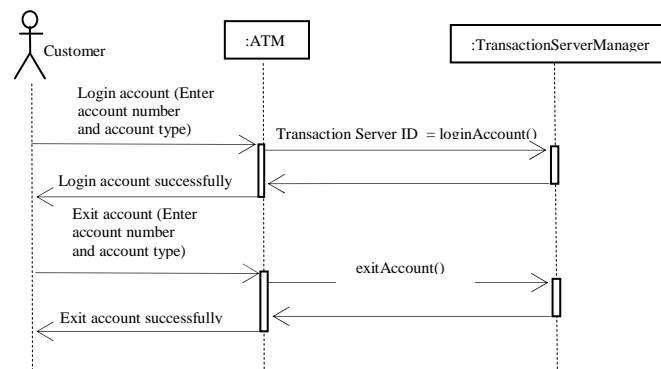 Customer
:ATM
:TransactionServerManager
Login account (Enter
account number
and account type)
Transaction Server ID = loginAccount()
Login account successfully
Exit account (Enter
account number
and account type)
exitAccount()
Exit account successfully